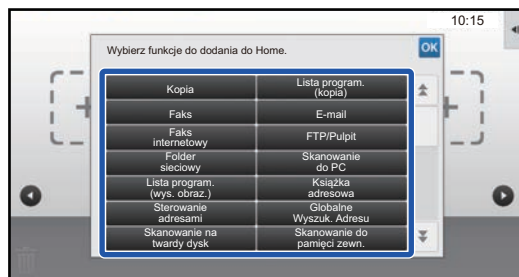 10:15
Wybierz funkcje do dodania do Home.
OK
Kopia
Lista program.
(kopia)
Faks
E-mail
Faks
internetowy
FTP/Pulpit
Folder
sieciowy
Skanowanie
do PC
Lista program.
(wys. obraz.)
Książka
adresowa
Sterowanie
adresami
Globalne
Wyszuk. Adresu
Skanowanie na
twardy dysk
Skanowanie do
pamięci zewn.